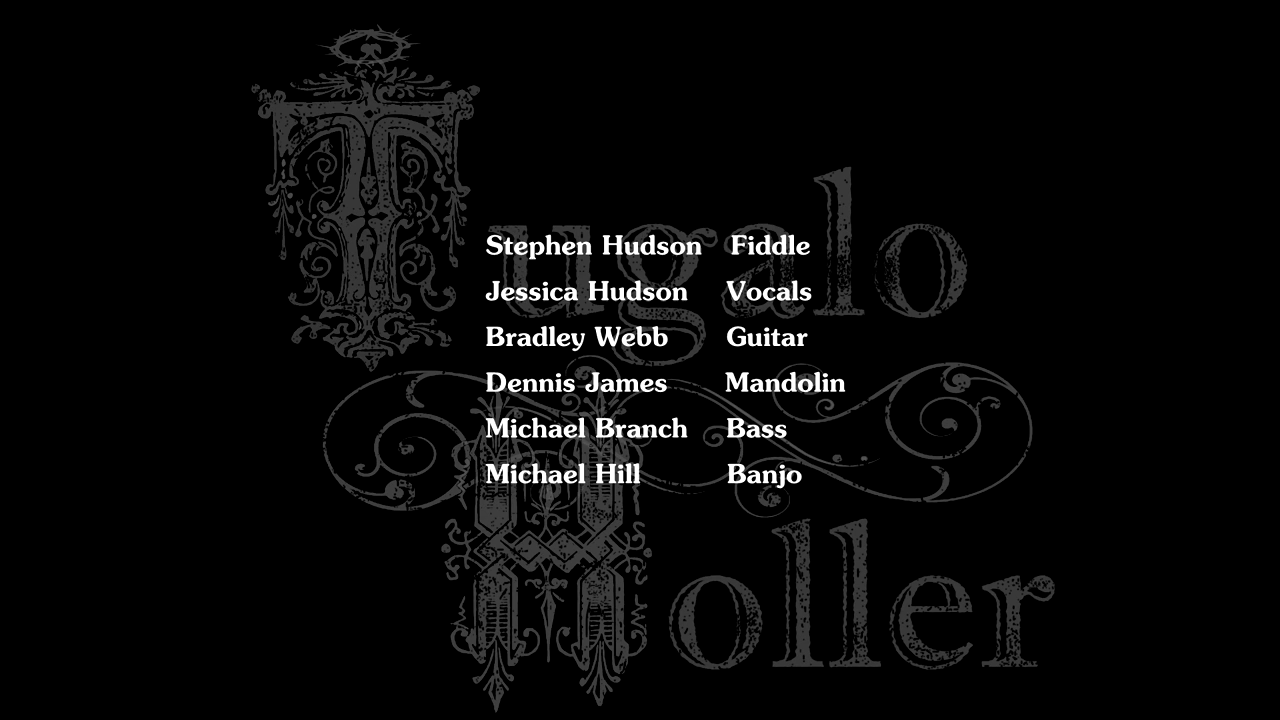 Tugalo
Stephen Hudson Fiddle
Jessica Hudson Vocals
Bradley Webb Guitar
Dennis James Mandolin
Michael Branch Bass
Michael Hill Banjo
Holler